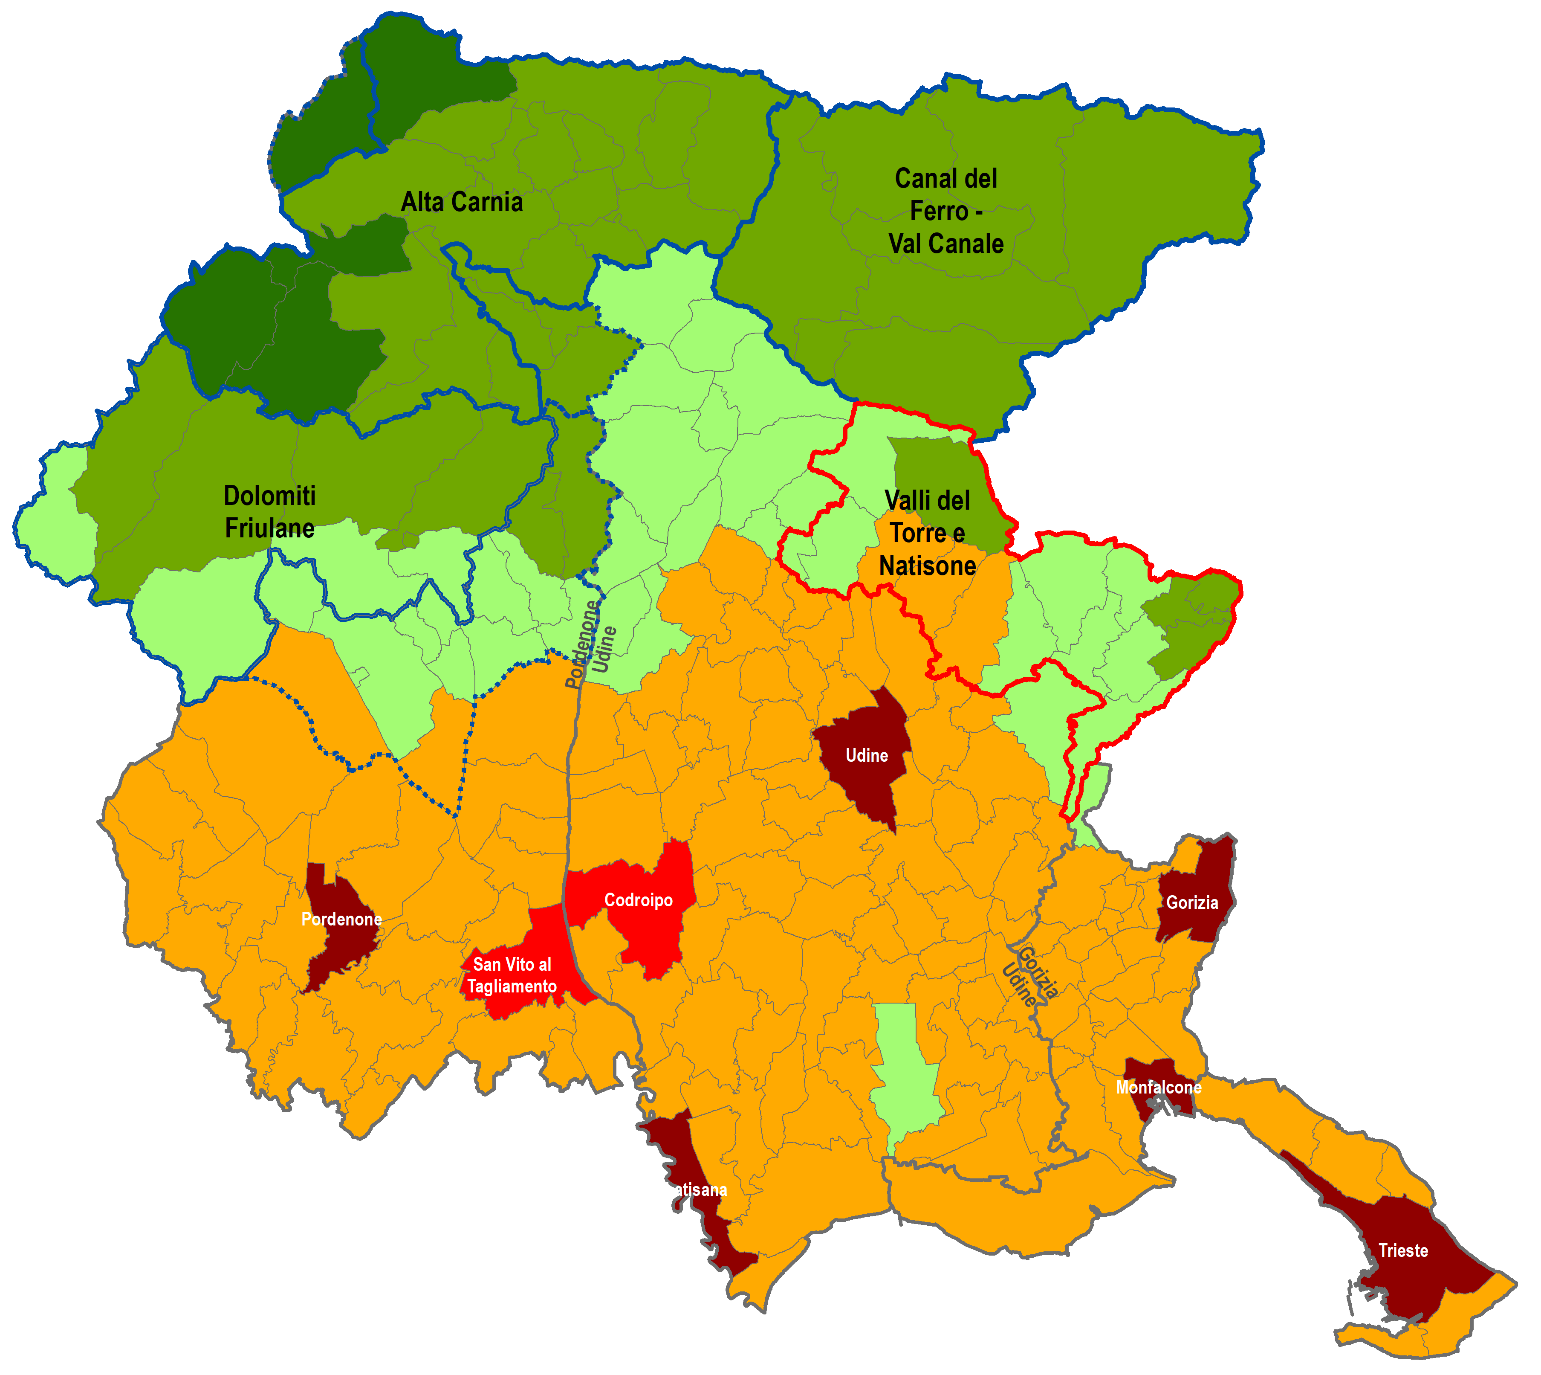 Alta Carnia
Canal del
Ferro -
Val Canale
Dolomiti
Friulane
Valli del
Torre e
Natisone
Pordenone
Udine
Udine
Pordenone
Codroipo
San Vito al
Tagliamento
Gorizia
Gorizia
Udine
Monfalcone
atisana
Trieste